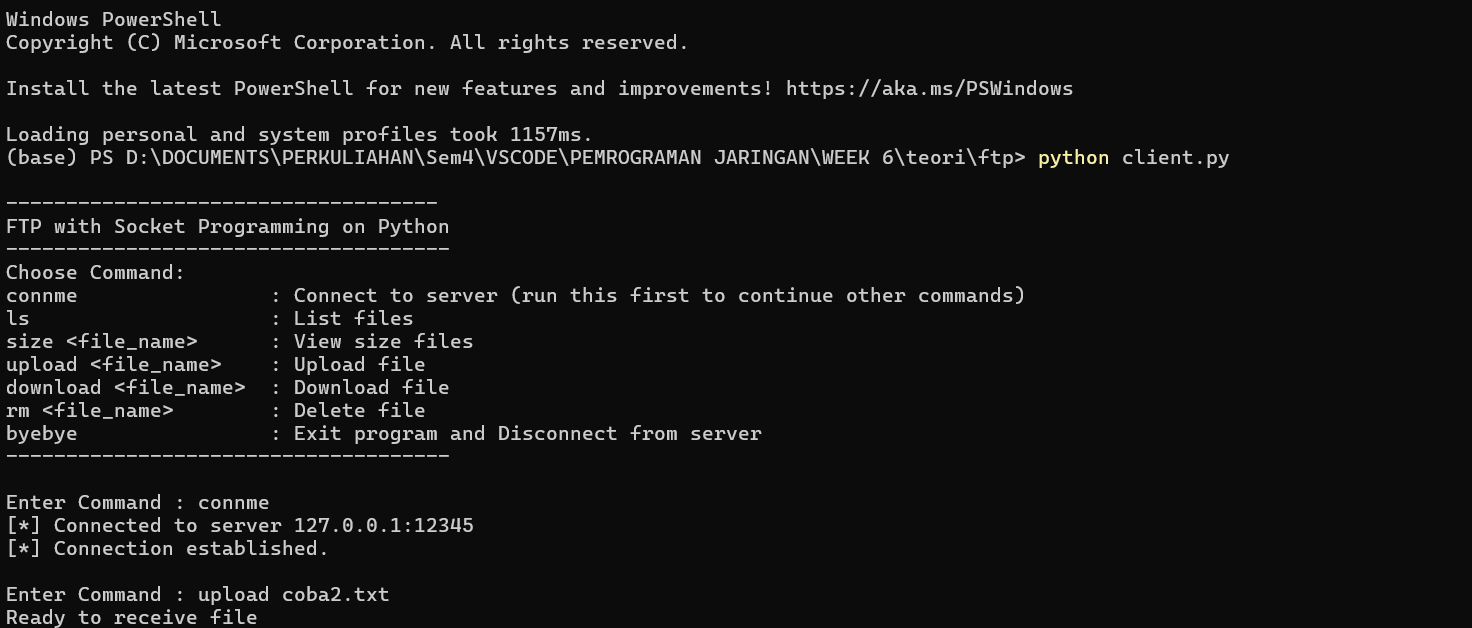 Windows PowerShell
Copyright (C) Microsoft Corporation. All rights reserved.
Install the latest PowerShell for new features and improvements! https://aka.ms/PSWindows
Loading personal and system profiles took 1157ms.
(base) PS D:\DOCUMENTS\PERKULIAHAN\Sem4\VSCODE\PEMROGRAMAN JARINGAN\WEEK 6\teori\ftp> python client.py
------------------------------------
FTP with Socket Programming on Python
-------------------------------------
Choose Command:
connme                : Connect to server (run this first to continue other commands)
ls                    : List files
size <file_name>      : View size files
upload <file_name>    : Upload file
download <file_name>  : Download file
rm <file_name>        : Delete file
byebye                : Exit program and Disconnect from server
-------------------------------------
Enter Command : connme
[*] Connected to server 127.0.0.1:12345
[*] Connection established.
Enter Command : upload coba2.txt
Ready to receive file